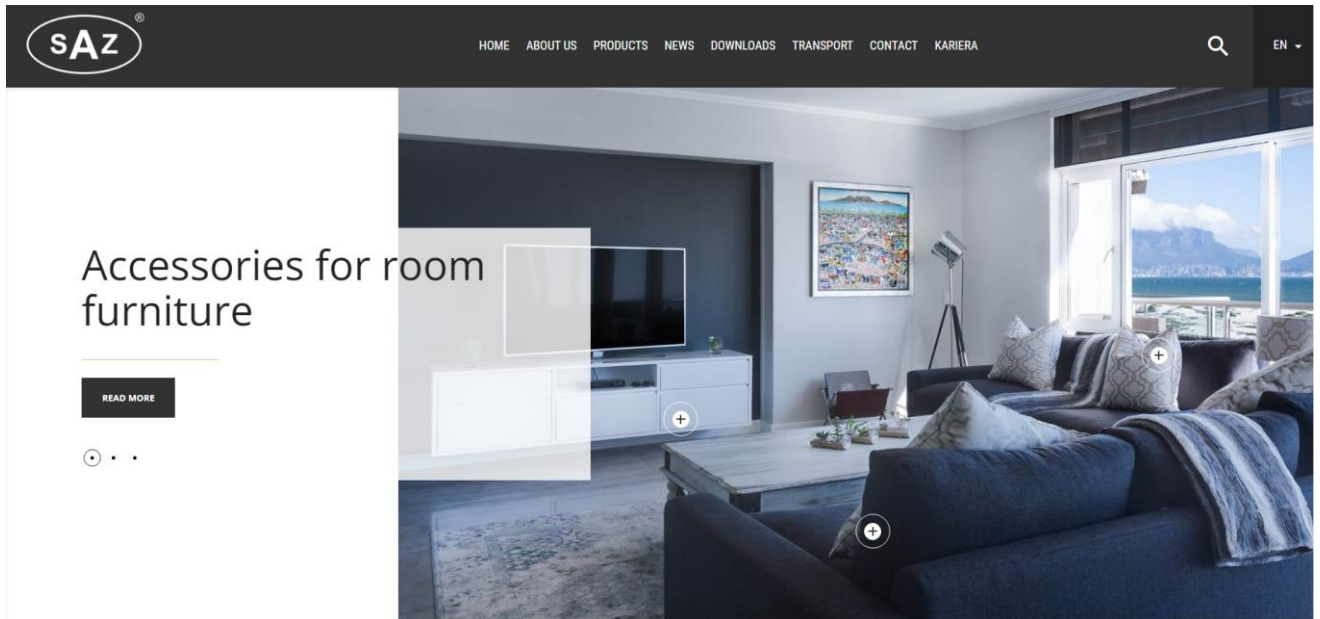 SAZ®
HOME ABOUT US PRODUCTS NEWS DOWNLOADS TRANSPORT CONTACT KARIERA
EN
Accessories for room
furniture
READ MORE